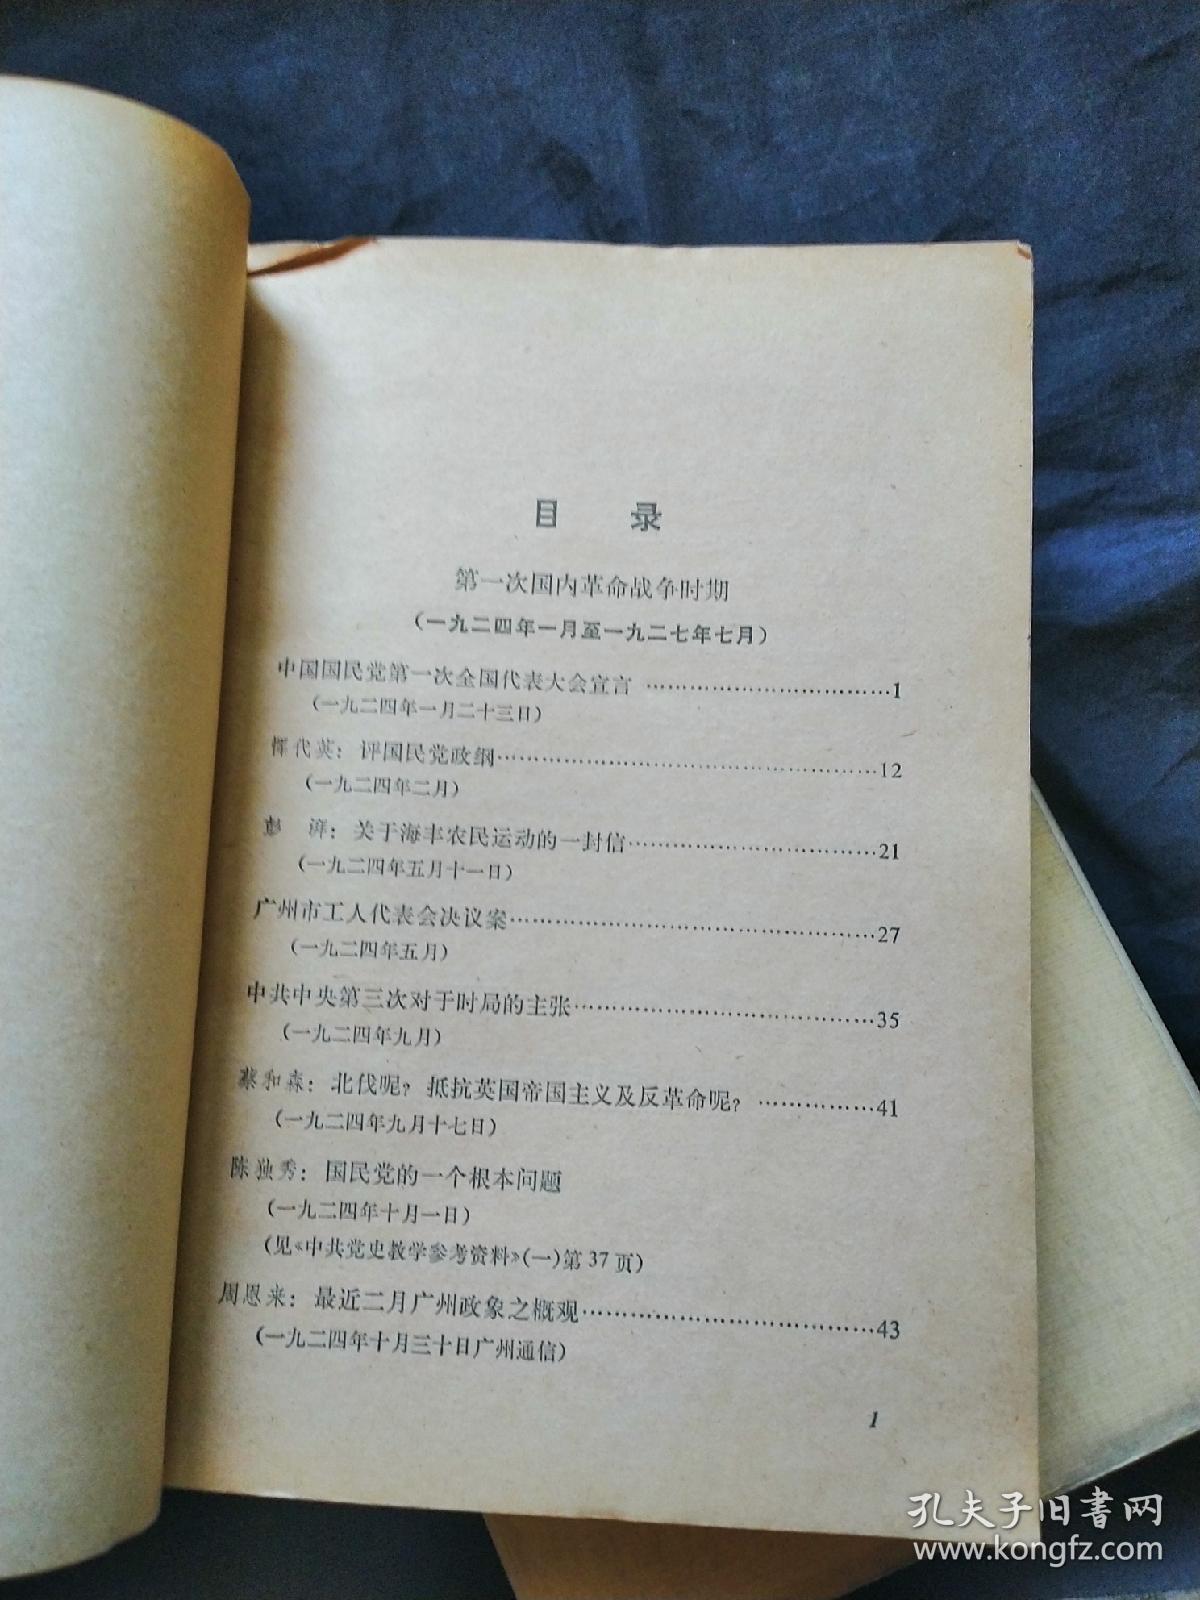 目 录
第一次国内革命战争时期
(一九二四年一月至一九二七年七月)
中国国民党第一次全国代表大会宣言 ……………………………1
(一九二四年一月二十三日)
恽代英：评国民党政纲……………………………………………12
(一九二四年二月)
彭 湃：关于海丰农民运动的一封信……………………………21
(一九二四年五月十一日)
广州市工人代表会决议案…………………………………………27
(一九二四年五月)
中共中央第三次对于时局的主张…………………………………35
(一九二四年九月)
蔡和森：北伐呢？抵抗英国帝国主义及反革命呢？ ……………41
(一九二四年九月十七日)
陈独秀：国民党的一个根本问题
(一九二四年十月一日)
(见《中共党史教学参考资料》(一)第37页)
周恩来：最近二月广州政象之概观…………………………………43
(一九二四年十月三十日广州通信)
1
孔夫子旧书网
www.kongfz.com